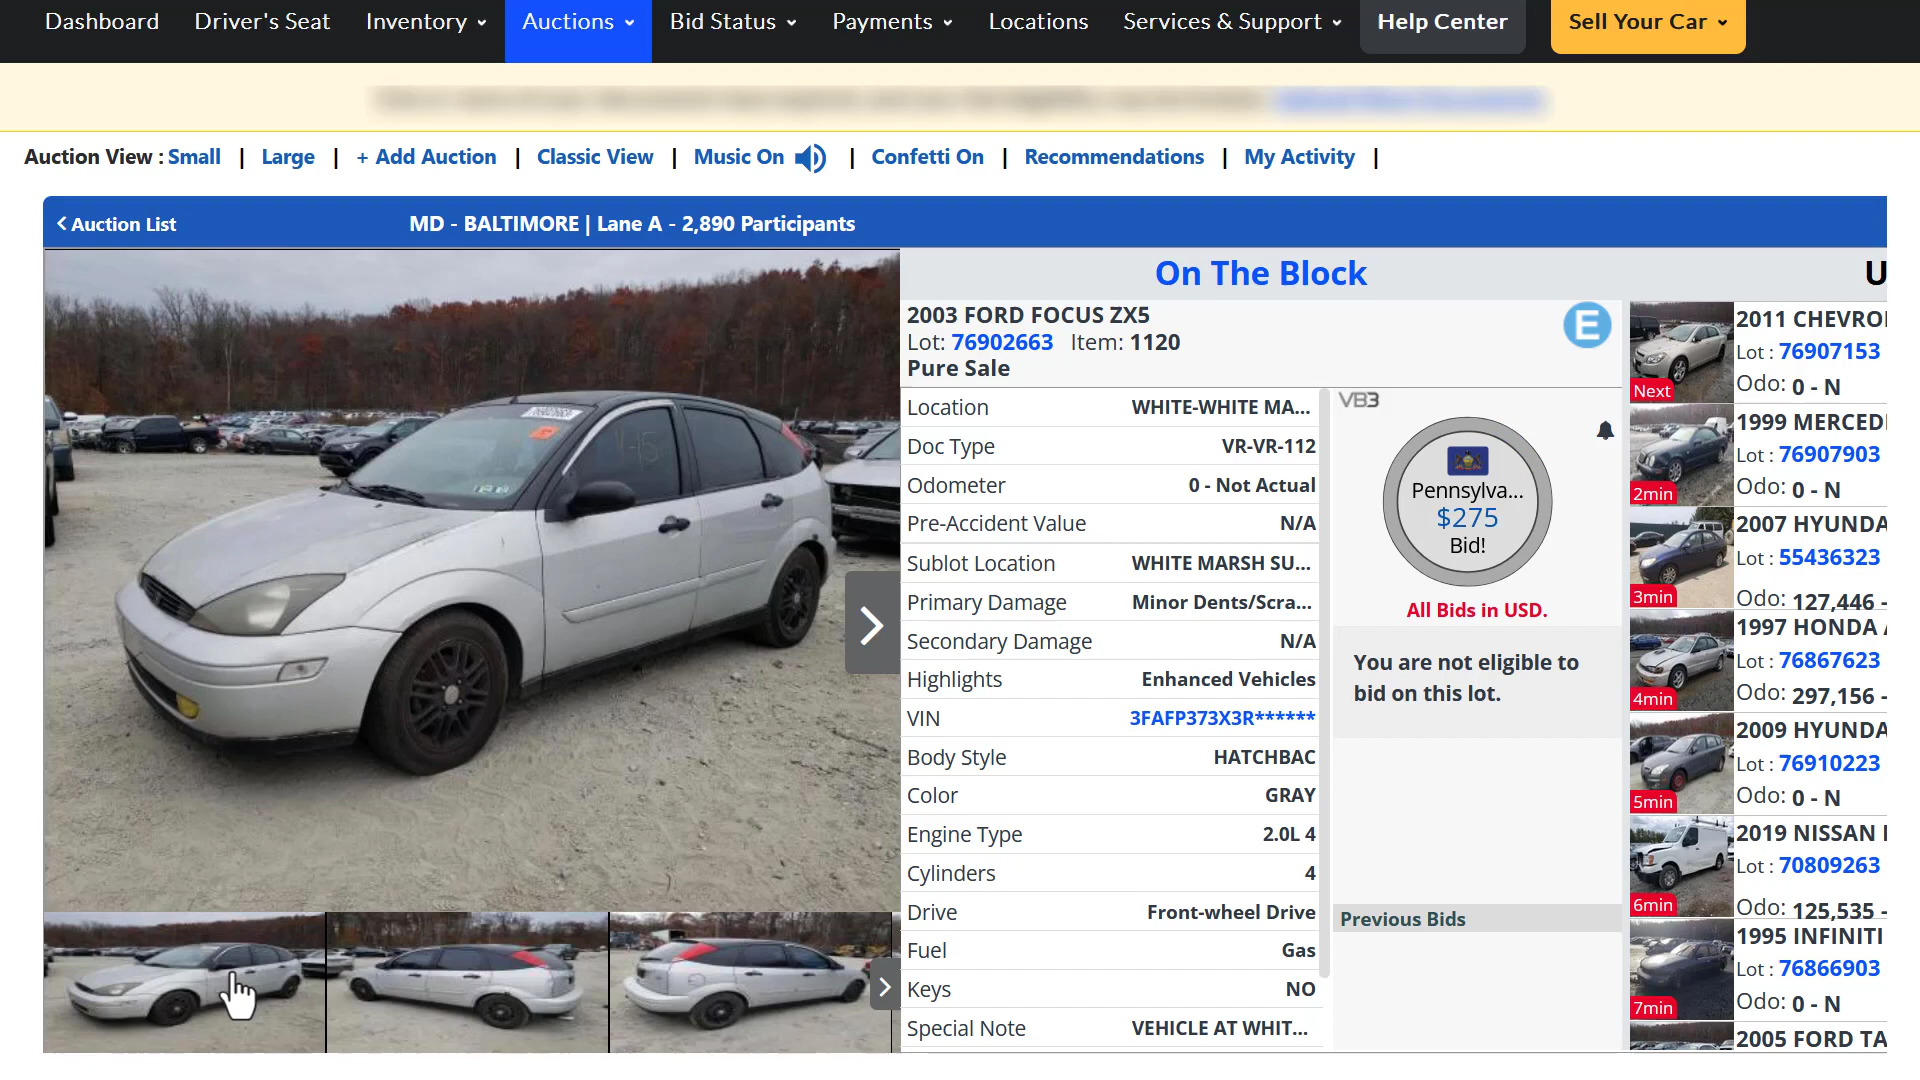 Dashboard Driver's Seat Inventory Auctions Bid Status Payments Locations Services & Support Help Center Sell Your Car
Auction View : Small | Large | + Add Auction | Classic View | Music On | Confetti On | Recommendations | My Activity |
Auction List MD - BALTIMORE | Lane A - 2,890 Participants
On The Block
2003 FORD FOCUS ZX5
Lot: 76902663 Item: 1120
Pure Sale
E
Location WHITE-WHITE MA...
Doc Type VR-VR-112
Odometer 0 - Not Actual
Pre-Accident Value N/A
Sublot Location WHITE MARSH SU...
Primary Damage Minor Dents/Scra...
Secondary Damage N/A
Highlights Enhanced Vehicles
VIN 3FAFP373X3R******
Body Style HATCHBAC
Color GRAY
Engine Type 2.0L 4
Cylinders 4
Drive Front-wheel Drive
Fuel Gas
Keys NO
Special Note VEHICLE AT WHIT...
VB3
Pennsylva...
$275
Bid!
All Bids in USD.
You are not eligible to
bid on this lot.
Previous Bids
U
2011 CHEVRO
Lot : 76907153
Odo: 0 - N
Next
1999 MERCED
Lot : 76907903
Odo: 0 - N
2min
2007 HYUNDA
Lot : 55436323
Odo: 127,446 -
3min
1997 HONDA
Lot : 76867623
Odo: 297,156 -
4min
2009 HYUNDA
Lot : 76910223
Odo: 0 - N
5min
2019 NISSAN
Lot : 70809263
Odo: 125,535 -
6min
1995 INFINITI
Lot : 76866903
Odo: 0 - N
7min
2005 FORD TA